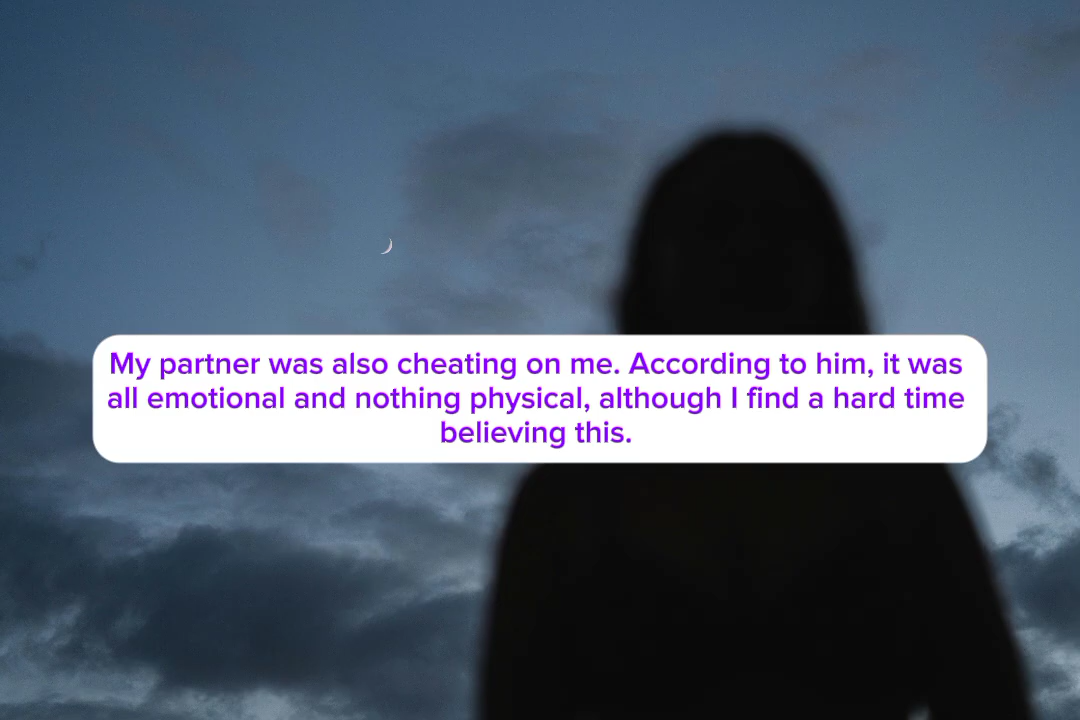 My partner was also cheating on me. According to him, it was
all emotional and nothing physical, although I find a hard time
believing this.